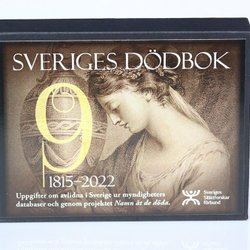 SVERIGES DÖDBOK
9
1815–2022
Uppgifter om avlidna i Sverige ur myndigheters
databaser och genom projektet Namn åt de döda.
Sveriges
Släktforskar
förbund